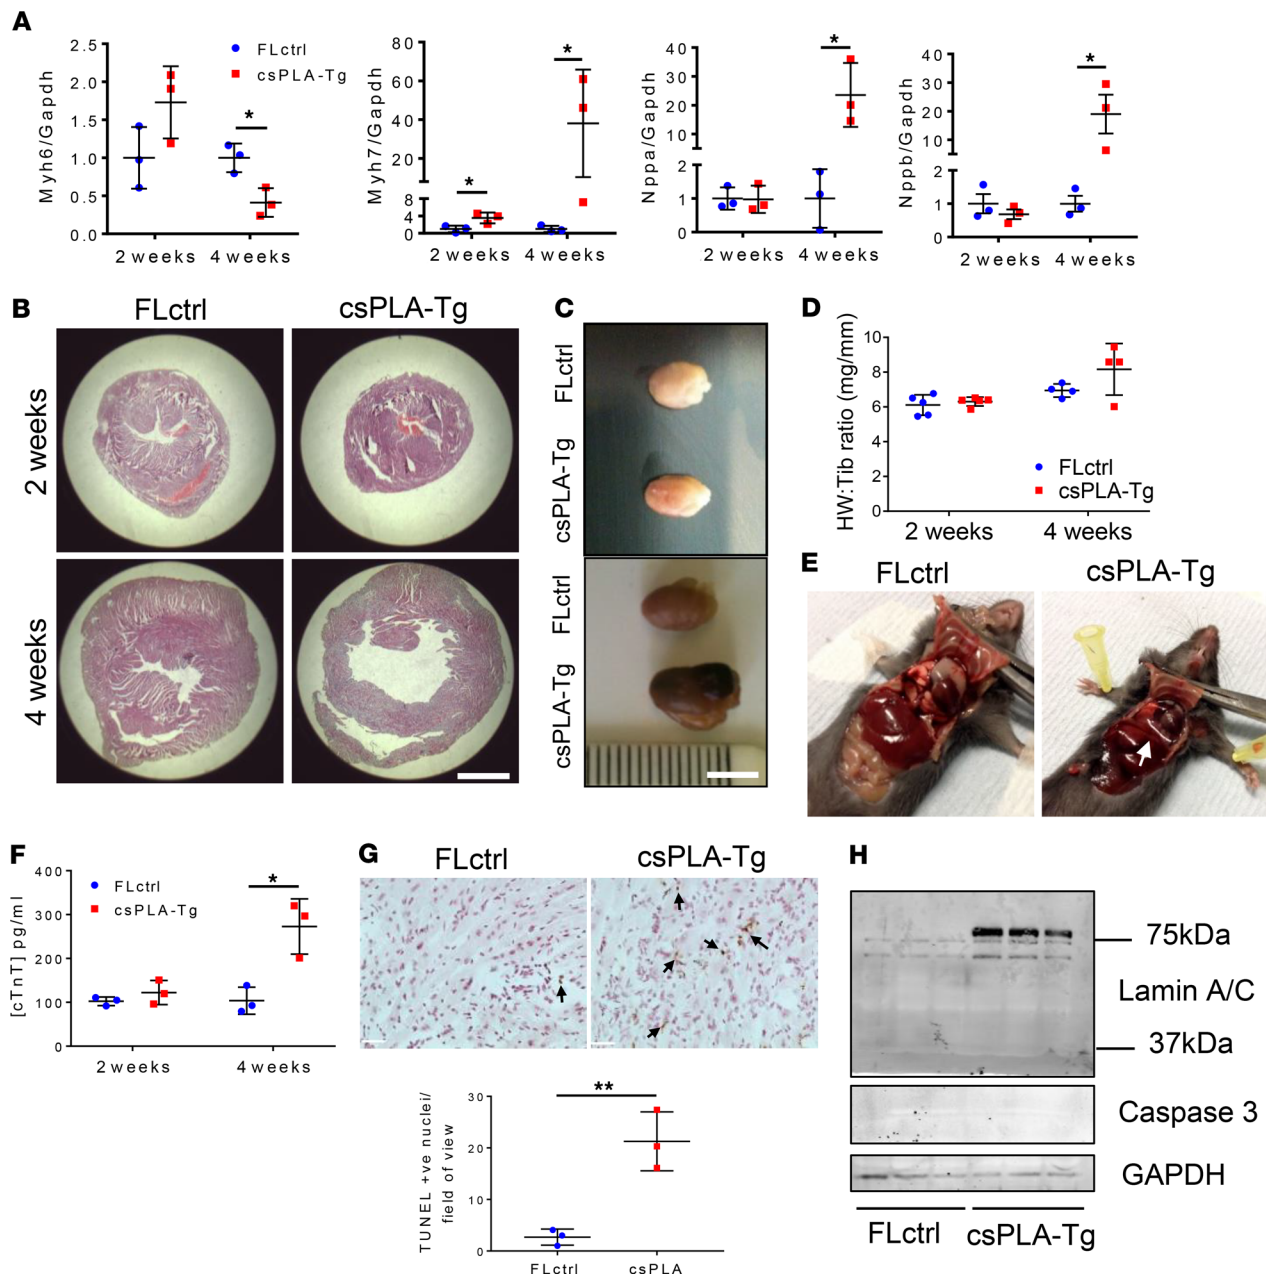 A
Myh6/Gapdh
2.5
2.0
1.5
1.0
0.5
0.0
FLctrl
csPLA-Tg
*
2 weeks
4 weeks
Myh7/Gapdh
80
60
40
20
8
4
0
*
*
2 weeks
4 weeks
Nppa/Gapdh
40
30
20
10
2
1
0
*
2 weeks
4 weeks
Nppb/Gapdh
40
30
20
10
2
1
0
*
2 weeks
4 weeks
B
FLctrl
csPLA-Tg
2 weeks
4 weeks
C
FLctrl
csPLA-Tg
FLctrl
csPLA-Tg
D
HW:Tib ratio (mg/mm)
10
8
6
4
2
0
FLctrl
csPLA-Tg
2 weeks
4 weeks
E
FLctrl
csPLA-Tg
F
[cTnT] pg/ml
400
300
200
100
0
FLctrl
csPLA-Tg
*
2 weeks
4 weeks
G
FLctrl
csPLA-Tg
TUNEL +ve nuclei/
field of view
30
20
10
0
**
FLctrl
csPLA
H
75kDa
Lamin A/C
37kDa
Caspase 3
GAPDH
FLctrl
csPLA-Tg